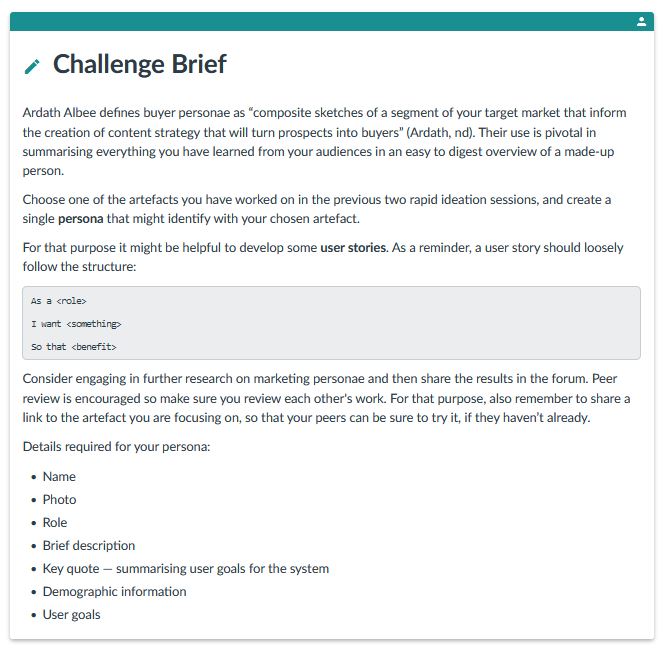 Challenge Brief
Ardath Albee defines buyer personae as “composite sketches of a segment of your target market that inform
the creation of content strategy that will turn prospects into buyers” (Ardath, nd). Their use is pivotal in
summarising everything you have learned from your audiences in an easy to digest overview of a made-up
person.
Choose one of the artefacts you have worked on in the previous two rapid ideation sessions, and create a
single persona that might identify with your chosen artefact.
For that purpose it might be helpful to develop some user stories. As a reminder, a user story should loosely
follow the structure:
As a <role>
I want <something>
So that <benefit>
Consider engaging in further research on marketing personae and then share the results in the forum. Peer
review is encouraged so make sure you review each other's work. For that purpose, also remember to share a
link to the artefact you are focusing on, so that your peers can be sure to try it, if they haven’t already.
Details required for your persona:
• Name
• Photo
• Role
• Brief description
• Key quote — summarising user goals for the system
• Demographic information
• User goals